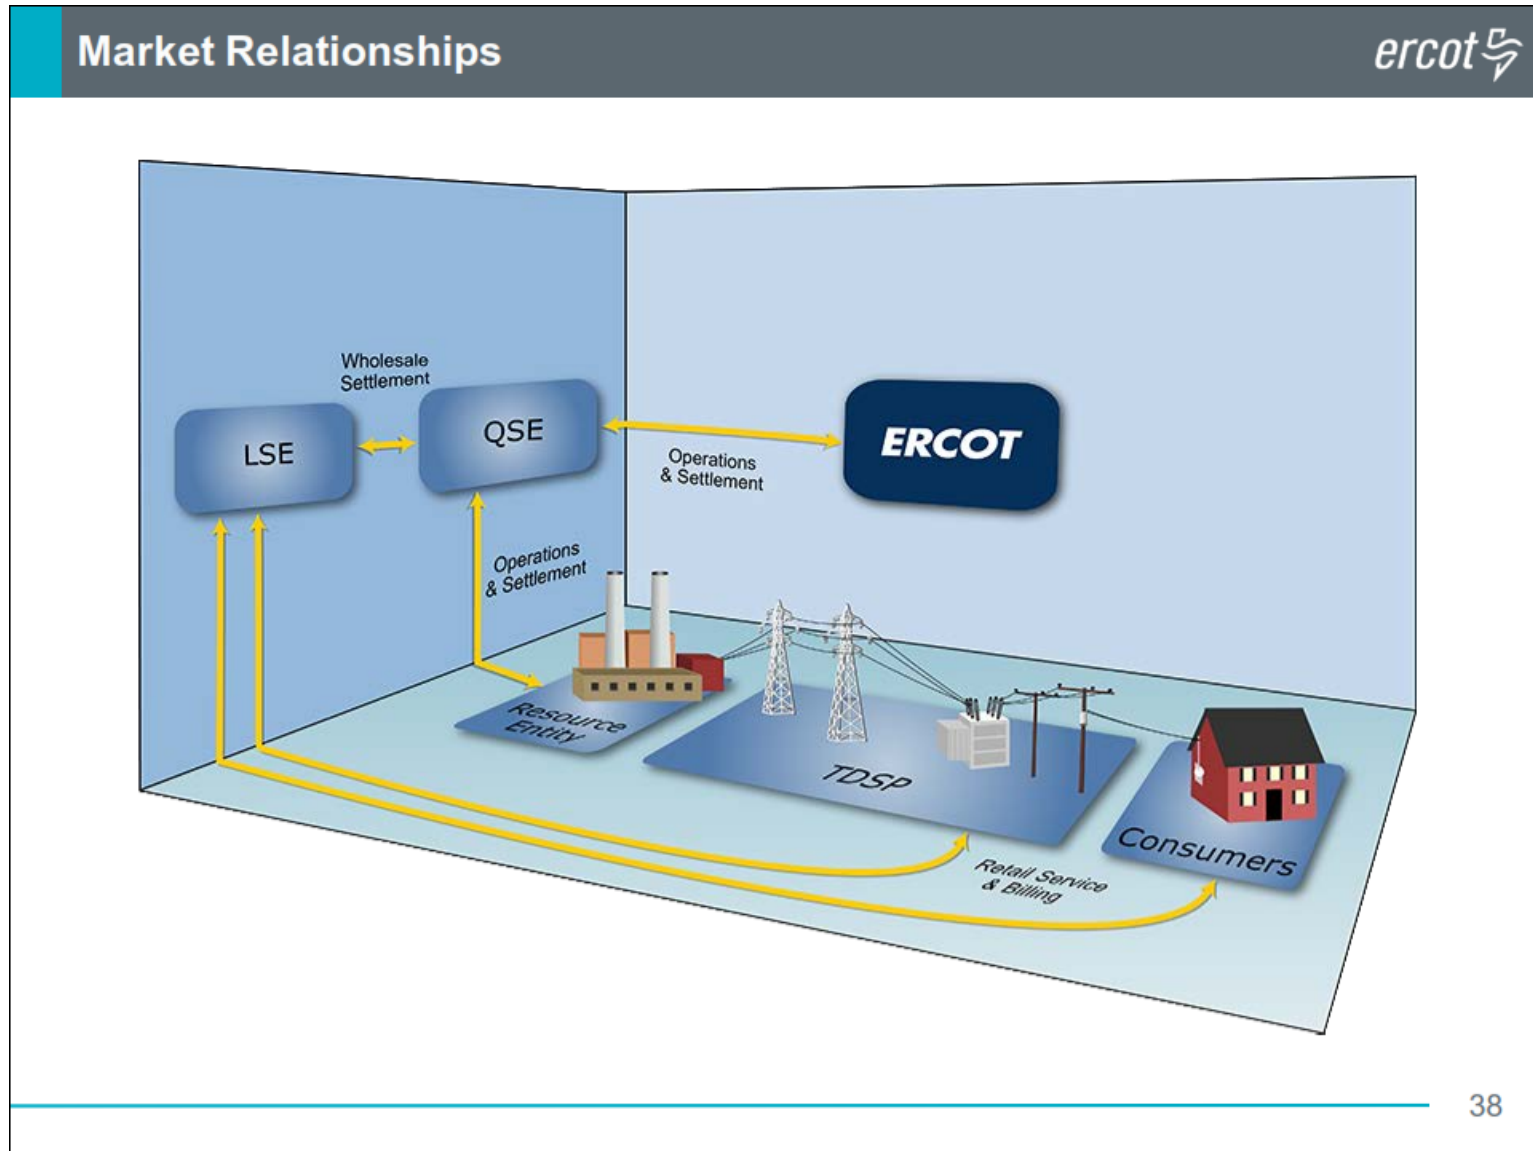 Market Relationships
ercot
Wholesale
Settlement
LSE
QSE
ERCOT
Operations
& Settlement
Operations
& Settlement
Resource
Entity
TDSP
Consumers
Retail Service
& Billing
38